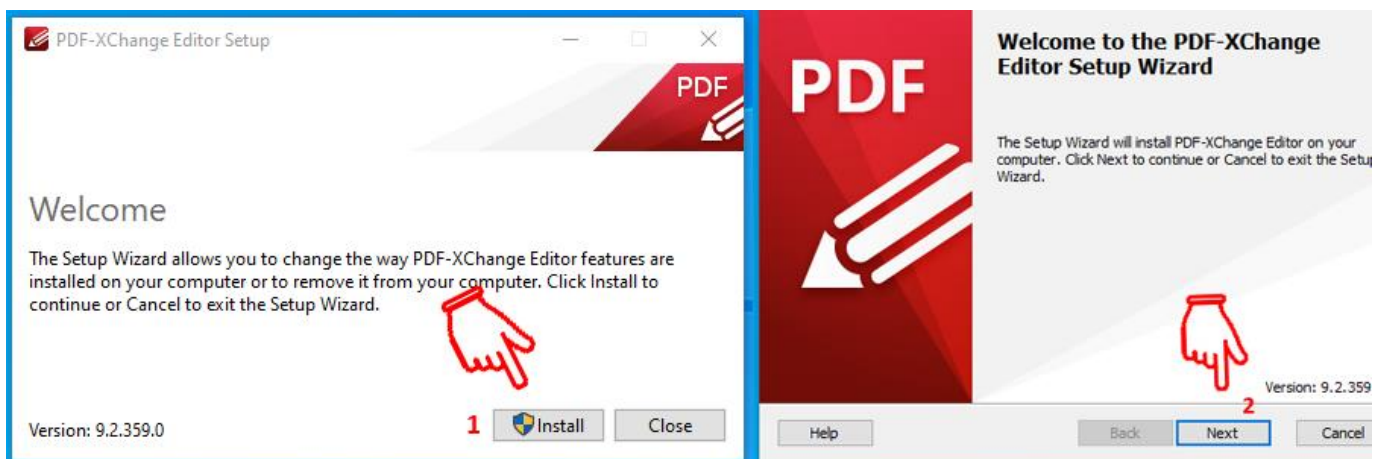 PDF-XChange Editor Setup
PDF
Welcome
The Setup Wizard allows you to change the way PDF-XChange Editor features are
installed on your computer or to remove it from your computer. Click Install to
continue or Cancel to exit the Setup Wizard.
Version: 9.2.359.0
1
Install
Close
PDF
Welcome to the PDF-XChange
Editor Setup Wizard
The Setup Wizard will install PDF-XChange Editor on your
computer. Click Next to continue or Cancel to exit the Setup
Wizard.
Version: 9.2.359
2
Help
Back
Next
Cancel